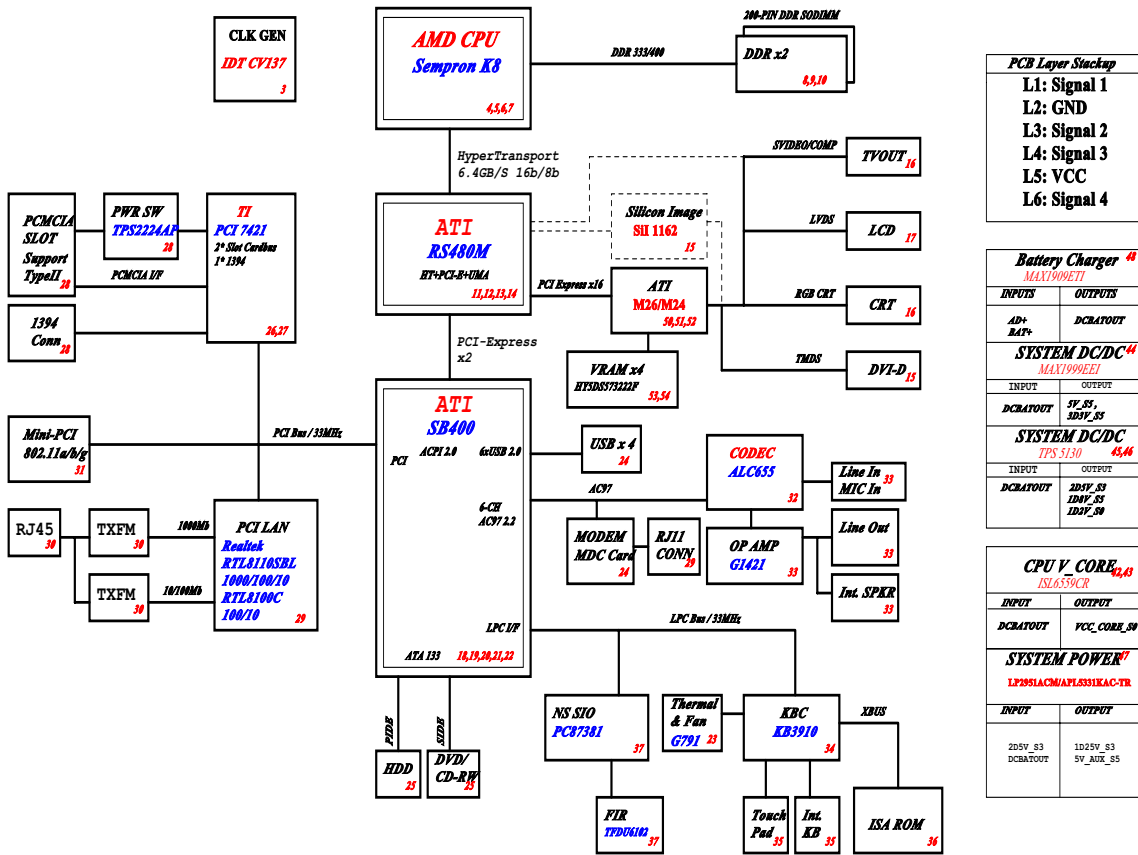 CLK GEN
IDT CV137
3
AMD CPU
Sempron K8
4,5,6,7
DDR 333/400
200-PIN DDR SODIMM
DDR x2
8,9,10
HyperTransport
6.4GB/S 16b/8b
PCMCIA
SLOT
Support
TypeII
28
PWR SW
TPS2224AP
28
PCMCIA I/F
TI
PCI 7421
2* Slot Cardbus
1* 1394
26,27
1394
Conn
28
ATI
RS480M
HT+PCI-E+UMA
11,12,13,14
Silicon Image
SiI 1162
15
PCI Express x16
ATI
M26/M24
50,51,52
VRAM x4
HY5DS573222F
53,54
SVIDEO/COMP
TVOUT
16
LVDS
LCD
17
RGB CRT
CRT
16
TMDS
DVI-D
15
PCI-Express
x2
ATI
SB400
ACPI 2.0
6xUSB 2.0
PCI
6-CH
AC97 2.2
LPC I/F
ATA 133
18,19,20,21,22
Mini-PCI
802.11a/b/g
31
PCI Bus / 33MHz
RJ45
30
TXFM
30
1000Mb
TXFM
30
10/100Mb
PCI LAN
Realtek
RTL8110SBL
1000/100/10
RTL8100C
100/10
29
USB x 4
24
AC97
CODEC
ALC655
32
Line In
MIC In
33
MODEM
MDC Card
24
RJ11
CONN
29
OP AMP
G1421
33
Line Out
33
Int. SPKR
33
LPC Bus / 33MHz
PIDE
HDD
25
SIDE
DVD/
CD-RW
25
NS SIO
PC87381
37
FIR
TFDU6102
37
Thermal
& Fan
G791
23
KBC
KB3910
34
XBUS
Touch
Pad
35
Int.
KB
35
ISA ROM
36
PCB Layer Stackup
L1: Signal 1
L2: GND
L3: Signal 2
L4: Signal 3
L5: VCC
L6: Signal 4
Battery Charger 48
MAX1909ETI
INPUTS OUTPUTS
AD+
BAT+
DCBATOUT
SYSTEM DC/DC 44
MAX1999EEI
INPUT OUTPUT
DCBATOUT
5V_S5,
3D3V_S5
SYSTEM DC/DC
TPS 5130 45,46
INPUT OUTPUT
DCBATOUT
2D5V_S3
1D8V_S5
1D2V_S0
CPU V_CORE 42,43
ISL6559CR
INPUT OUTPUT
DCBATOUT VCC_CORE_S0
SYSTEM POWER 47
LP2951ACM/APL5331KAC-TR
INPUT OUTPUT
2D5V_S3 1D25V_S3
DCBATOUT 5V_AUX_S5